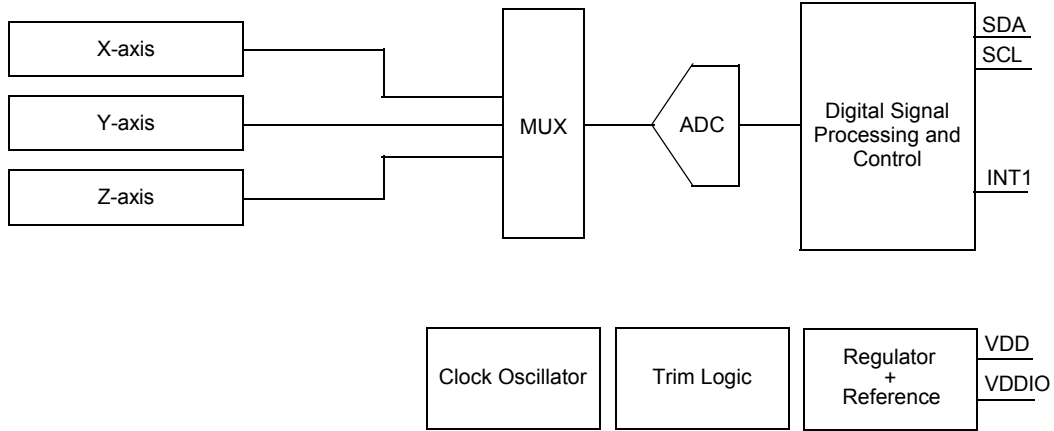 X-axis
Y-axis
Z-axis
MUX
ADC
Digital Signal
Processing and
Control
SDA
SCL
INT1
Clock Oscillator
Trim Logic
Regulator
+
Reference
VDD
VDDIO